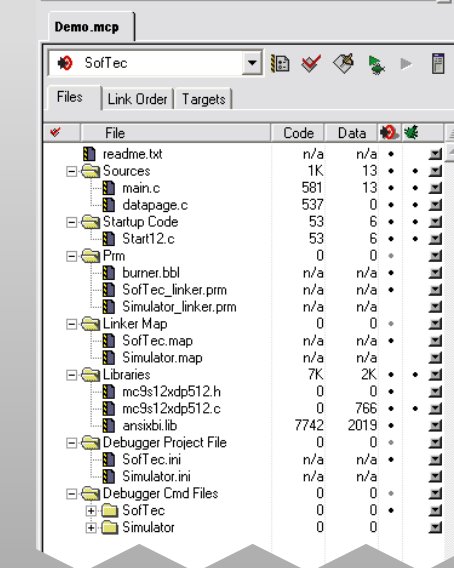 Demo.mcp
SofTec
Files Link Order Targets
File Code Data
readme.txt n/a n/a
Sources 1K 13
main.c 581 13
datapage.c 537 0
Startup Code 53 6
Start12.c 53 6
Prm 0 0
burner.bbl n/a n/a
SofTec_linker.prm n/a n/a
Simulator_linker.prm n/a n/a
Linker Map 0 0
SofTec.map n/a n/a
Simulator.map n/a n/a
Libraries 7K 2K
mc9s12xdp512.h 0 0
mc9s12xdp512.c 0 766
ansixbi.lib 7742 2019
Debugger Project File 0 0
SofTec.ini n/a n/a
Simulator.ini n/a n/a
Debugger Cmd Files 0 0
SofTec 0 0
Simulator 0 0